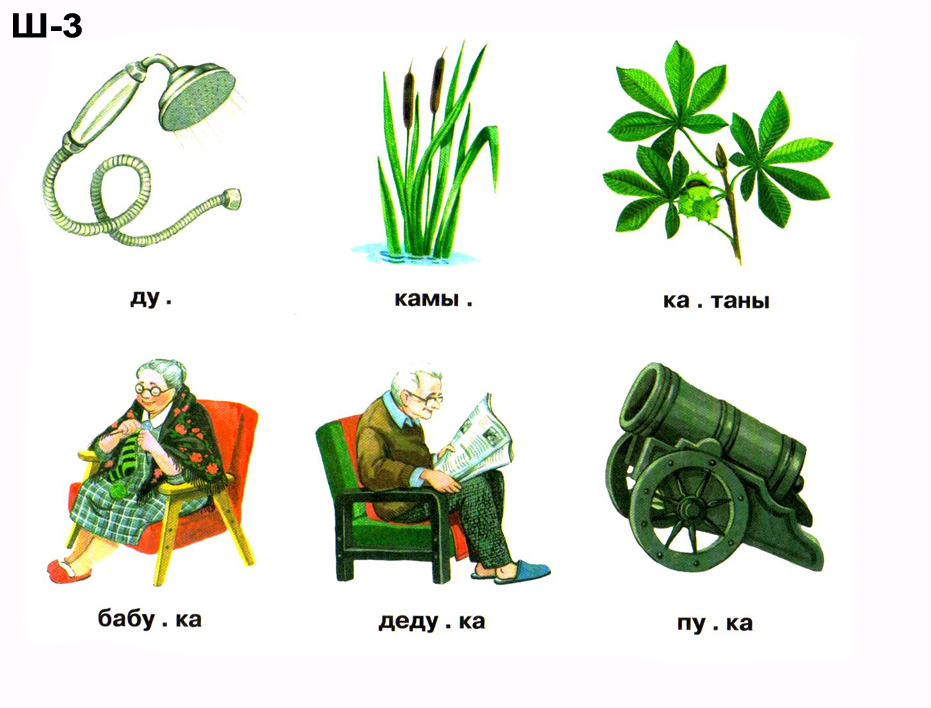 Ш-3
ду .
камы .
ка . таны
бабу . ка
деду . ка
пу . ка